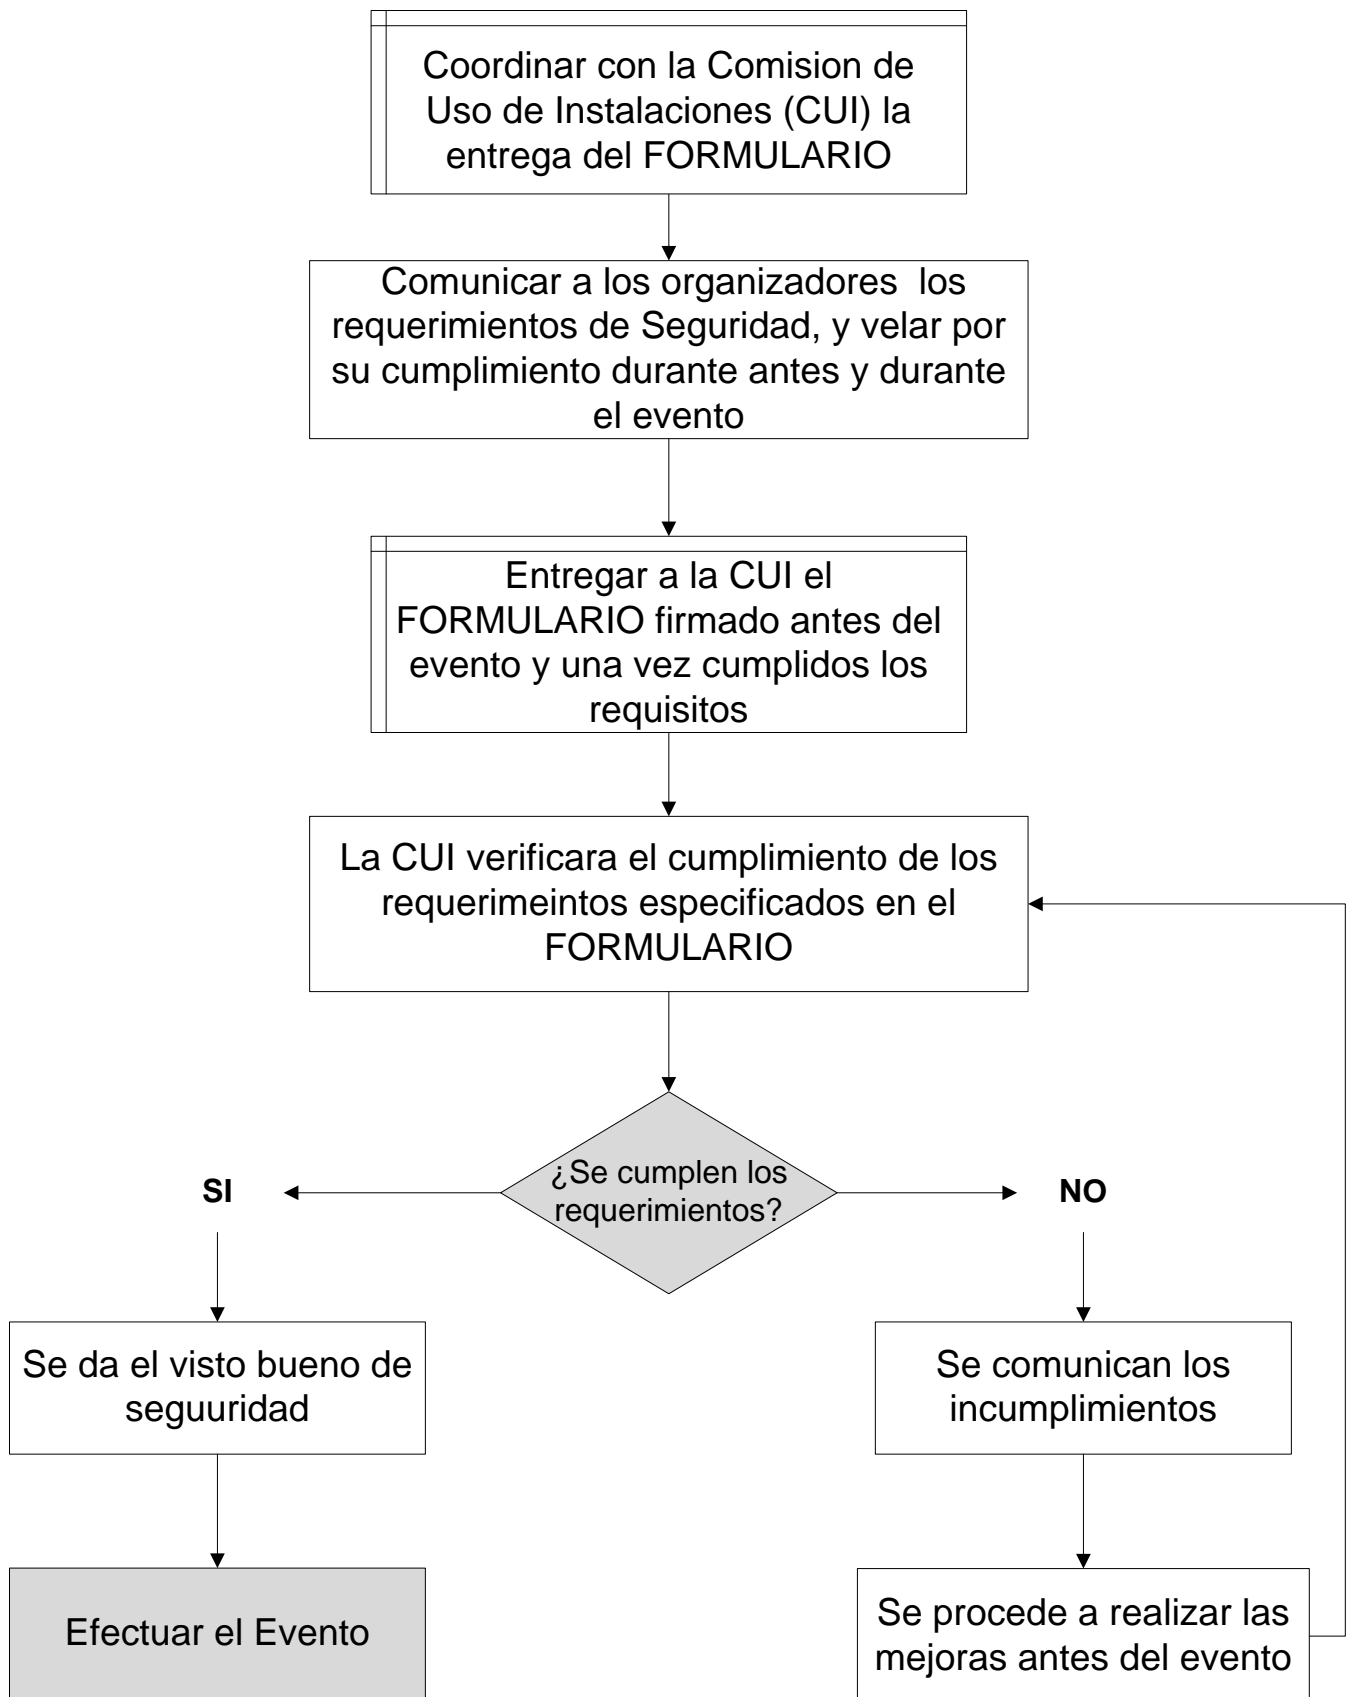 Coordinar con la Comision de
Uso de Instalaciones (CUI) la
entrega del FORMULARIO
Comunicar a los organizadores  los
requerimientos de Seguridad, y velar por
su cumplimiento durante antes y durante
el evento
Entregar a la CUI el
FORMULARIO firmado antes del
evento y una vez cumplidos los
requisitos
La CUI verificara el cumplimiento de los
requerimeintos especificados en el
FORMULARIO
¿Se cumplen los
requerimientos?
SI
NO
Se da el visto bueno de
seguuridad
Se comunican los
incumplimientos
Efectuar el Evento
Se procede a realizar las
mejoras antes del evento